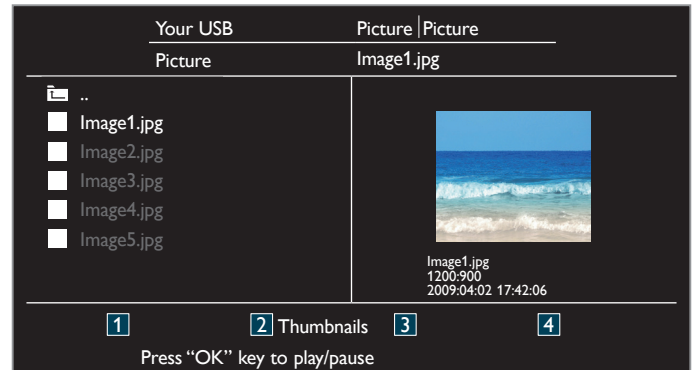 Your USB Picture Picture
Picture Image1.jpg
..
Image1.jpg
Image2.jpg
Image3.jpg
Image4.jpg
Image5.jpg
Image1.jpg
1200:900
2009:04:02 17:42:06
1 2 Thumbnails 3 4
Press “OK” key to play/pause